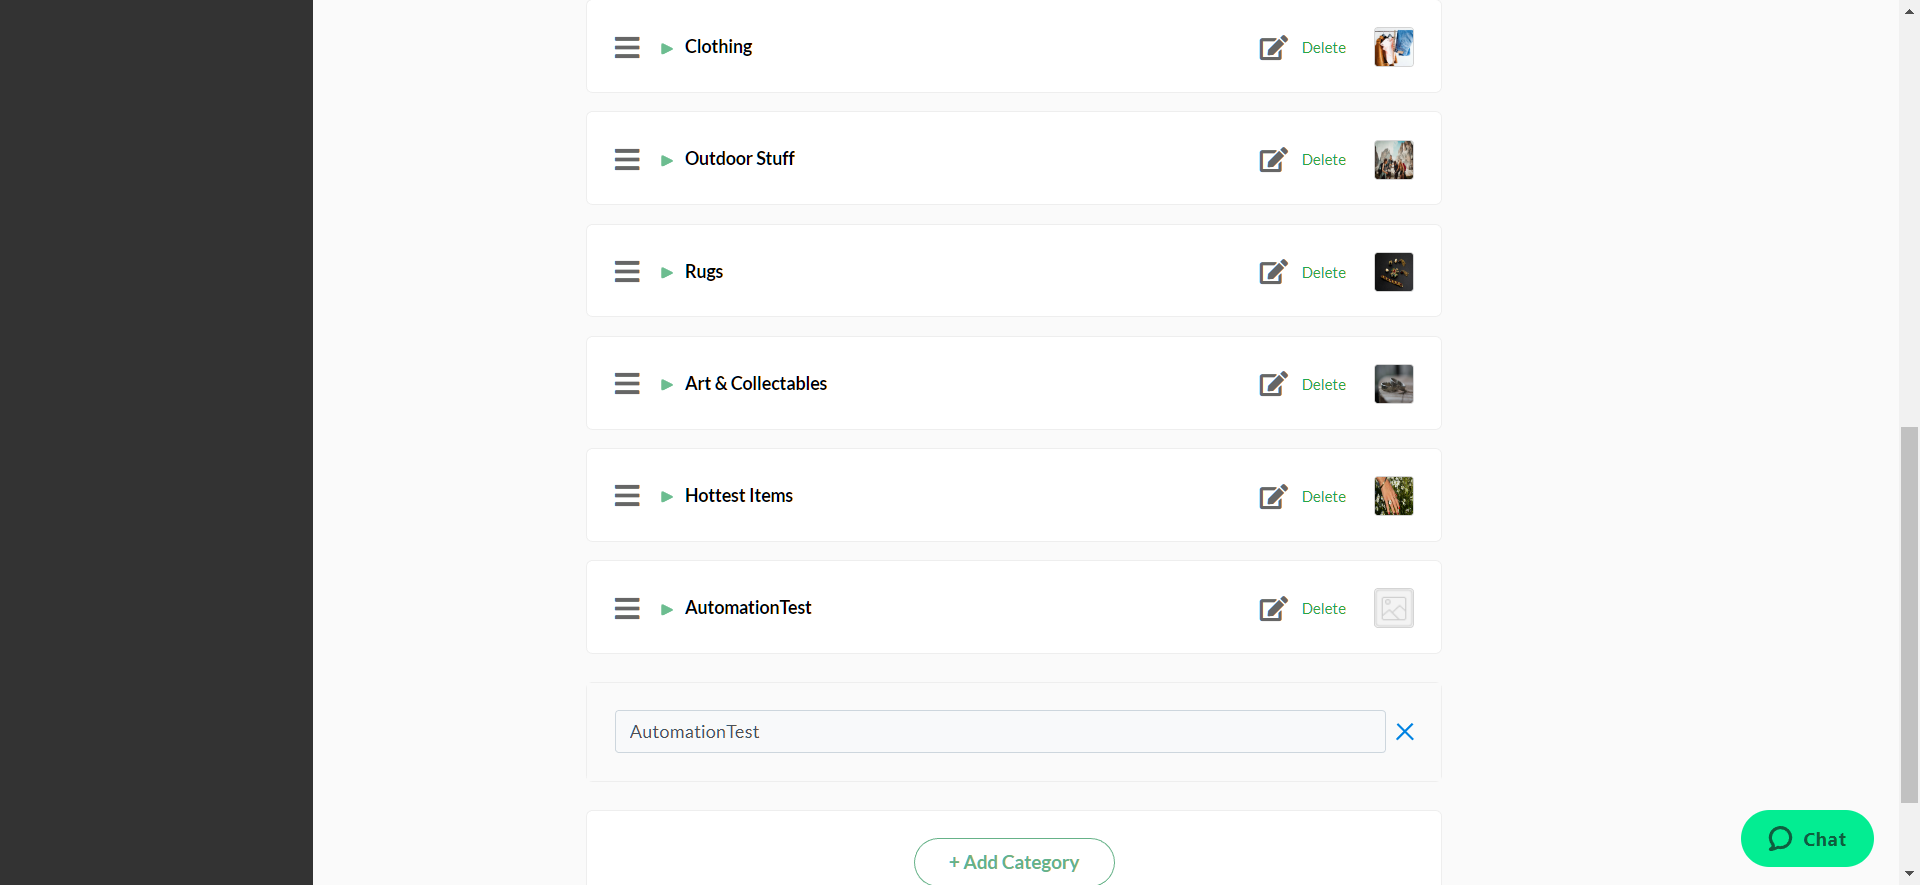 Clothing Delete
Outdoor Stuff Delete
Rugs Delete
Art & Collectables Delete
Hottest Items Delete
AutomationTest Delete
AutomationTest
+ Add Category
Chat